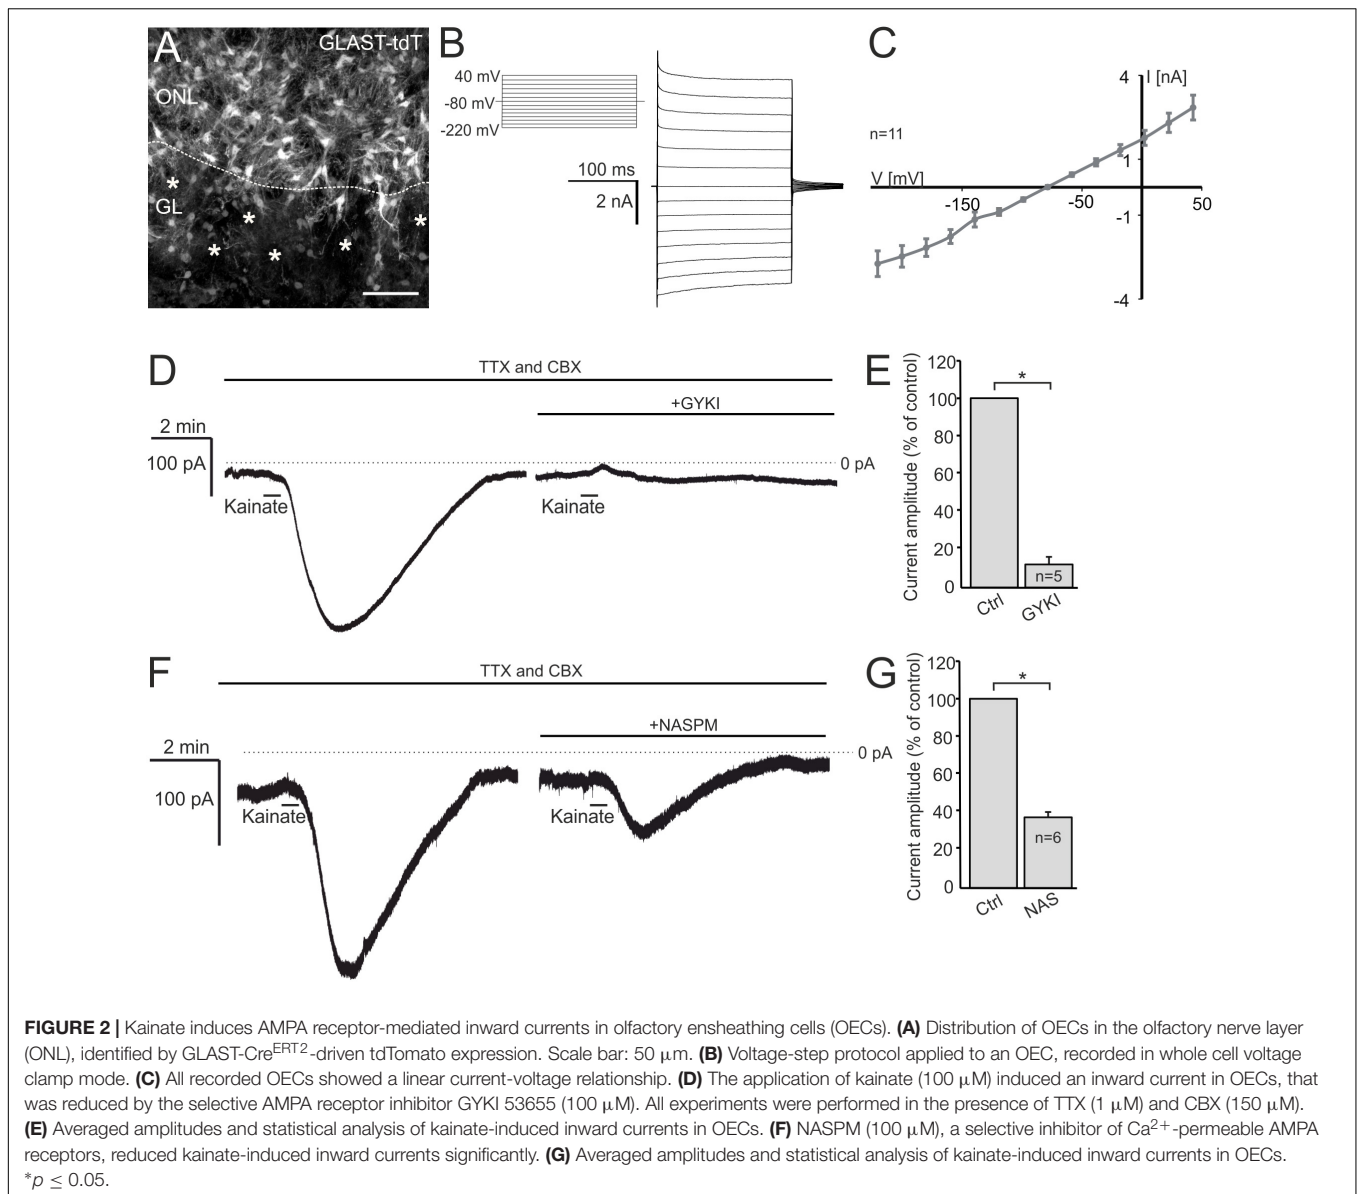 A
GLAST-tdT
ONL
*
GL
*
*
*
*
*
B
40 mV
-80 mV
-220 mV
100 ms
2 nA
C
4
I [nA]
n=11
1
V [mV]
-150
-50
50
-1
-4
D
TTX and CBX
+GYKI
2 min
100 pA
0 pA
Kainate
Kainate
E
Current amplitude (% of control)
120
100
80
60
40
20
0
*
n=5
Ctrl
GYKI
F
TTX and CBX
+NASPM
2 min
100 pA
0 pA
Kainate
Kainate
G
Current amplitude (% of control)
120
100
80
60
40
20
0
*
n=6
Ctrl
NAS
FIGURE 2 | Kainate induces AMPA receptor-mediated inward currents in olfactory ensheathing cells (OECs). (A) Distribution of OECs in the olfactory nerve layer
(ONL), identified by GLAST-CreERT2-driven tdTomato expression. Scale bar: 50 μm. (B) Voltage-step protocol applied to an OEC, recorded in whole cell voltage
clamp mode. (C) All recorded OECs showed a linear current-voltage relationship. (D) The application of kainate (100 μM) induced an inward current in OECs, that
was reduced by the selective AMPA receptor inhibitor GYKI 53655 (100 μM). All experiments were performed in the presence of TTX (1 μM) and CBX (150 μM).
(E) Averaged amplitudes and statistical analysis of kainate-induced inward currents in OECs. (F) NASPM (100 μM), a selective inhibitor of Ca2+-permeable AMPA
receptors, reduced kainate-induced inward currents significantly. (G) Averaged amplitudes and statistical analysis of kainate-induced inward currents in OECs.
*p ≤ 0.05.